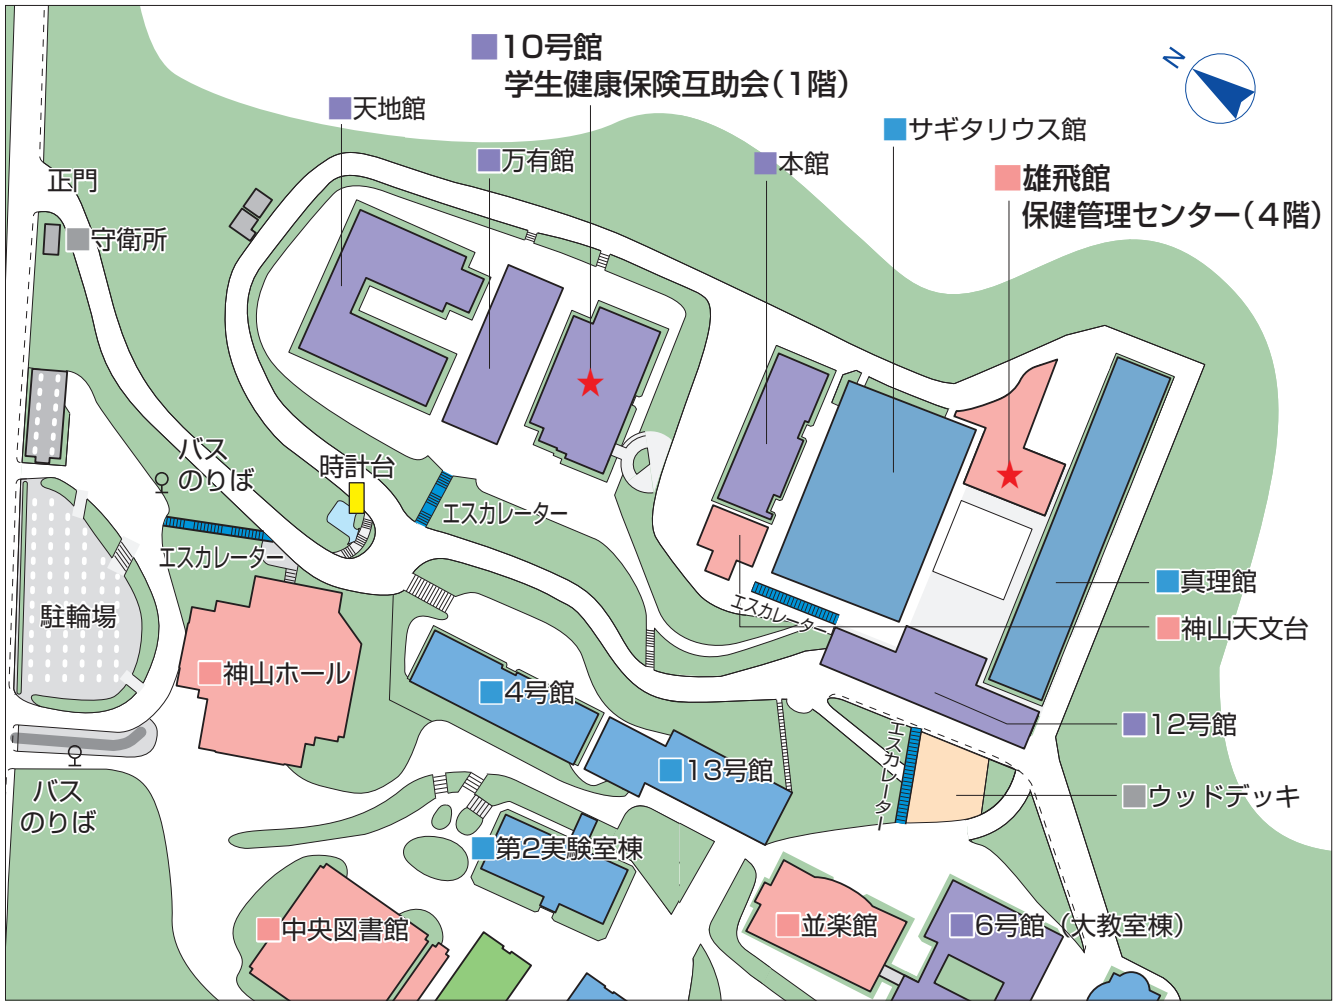 10号館
学生健康保険互助会(1階)
N
天地館
サギタリウス館
万有館
本館
雄飛館
保健管理センター(4階)
正門
守衛所
バス
のりば
時計台
エスカレーター
エスカレーター
真理館
エスカレーター
駐輪場
神山天文台
神山ホール
4号館
12号館
エスカレーター
13号館
ウッドデッキ
バス
のりば
第2実験室棟
中央図書館
並楽館
6号館(大教室棟)